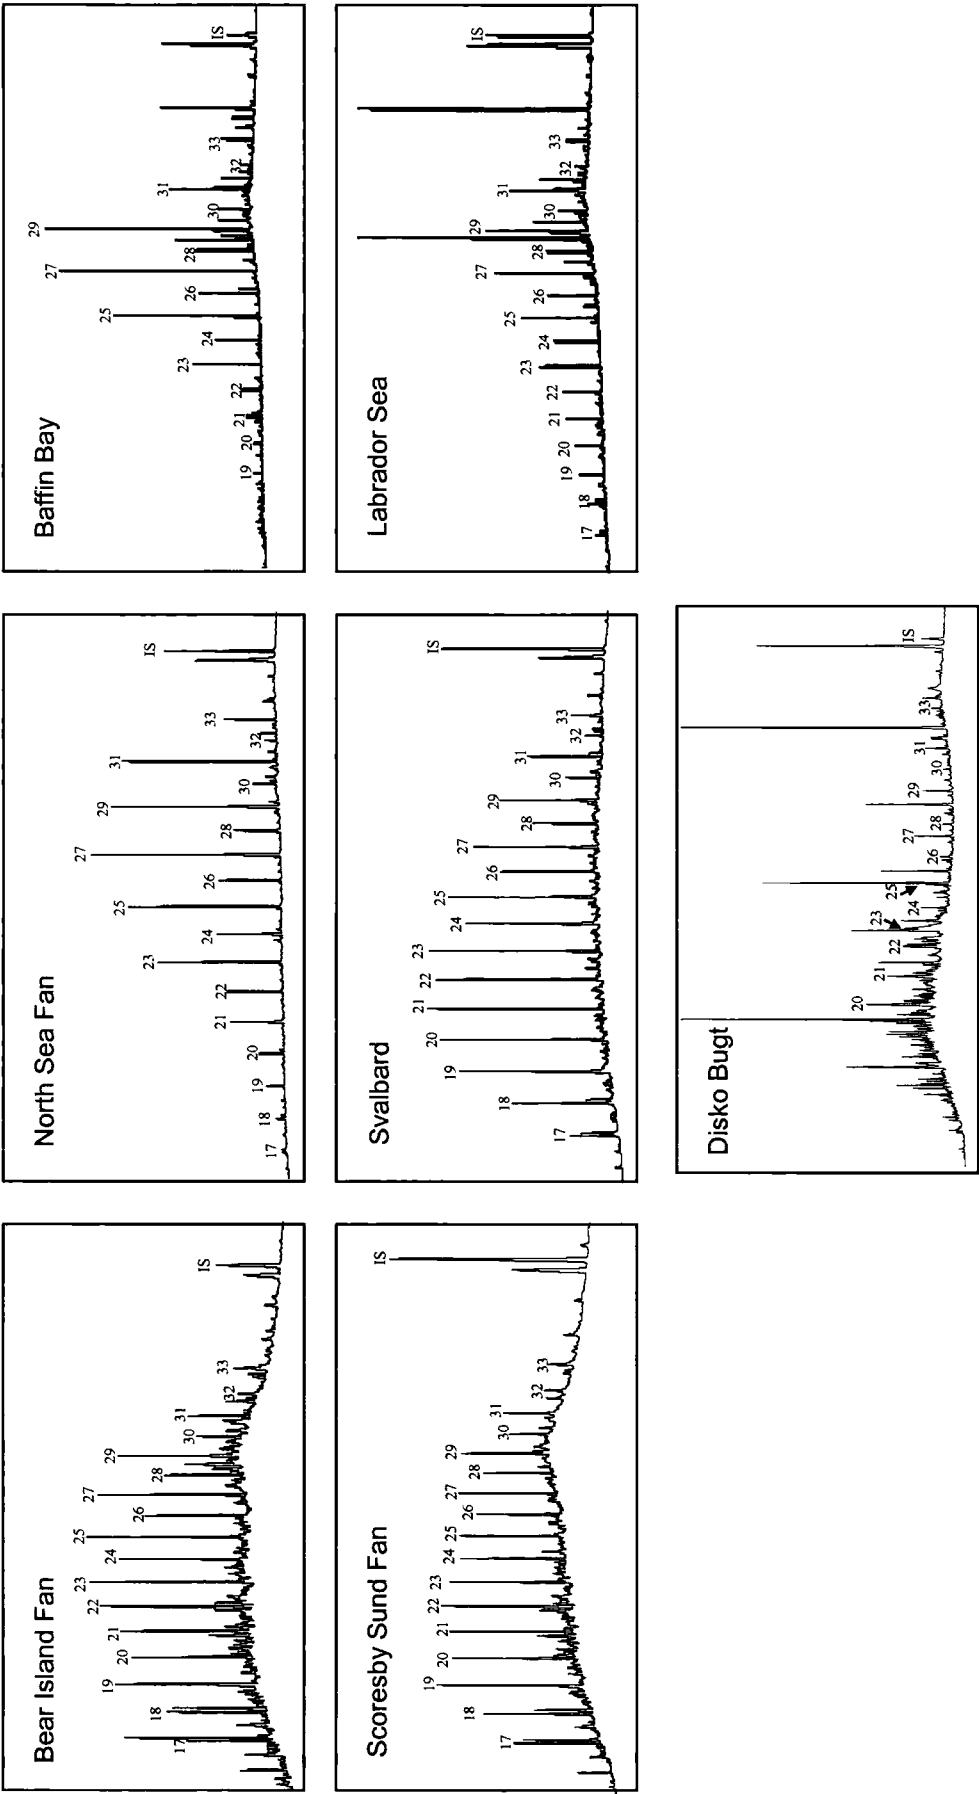 Bear Island Fan
17 18 19 20 21 22 23 24 25 26 27 28 29 30 31 32 33 IS
North Sea Fan
17 18 19 20 21 22 23 24 25 26 27 28 29 30 31 32 33 IS
Baffin Bay
19 20 21 22 23 24 25 26 27 28 29 30 31 32 33 IS
Scoresby Sund Fan
17 18 19 20 21 22 23 24 25 26 27 28 29 30 31 32 33 IS
Svalbard
17 18 19 20 21 22 23 24 25 26 27 28 29 30 31 32 33 IS
Labrador Sea
17 18 19 20 21 22 23 24 25 26 27 28 29 30 31 32 33 IS
Disko Bugt
20 21 22 23 24 25 26 27 28 29 30 31 33 IS